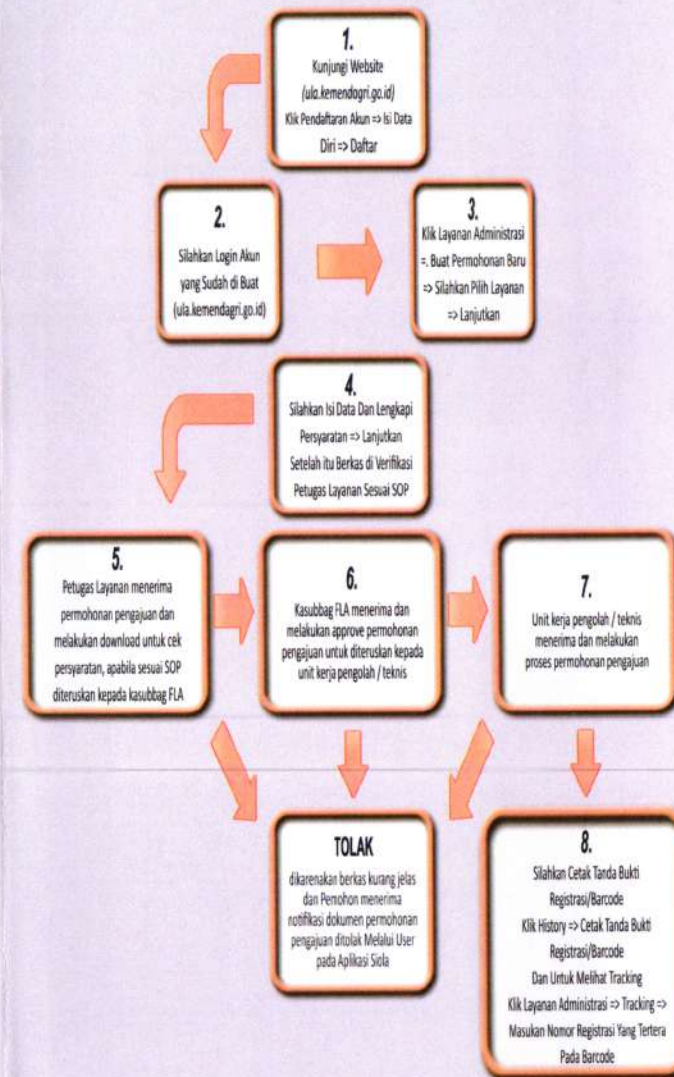 1.
Kunjungi Website
(ula.kemendagri.go.id)
Klik Pendaftaran Akun => Isi Data
Diri => Daftar
2.
Silahkan Login Akun
yang Sudah di Buat
(ula.kemendagri.go.id)
3.
Klik Layanan Administrasi
=. Buat Permohonan Baru
=> Silahkan Pilih Layanan
=> Lanjutkan
4.
Silahkan Isi Data Dan Lengkapi
Persyaratan => Lanjutkan
Setelah itu Berkas di Verifikasi
Petugas Layanan Sesuai SOP
5.
Petugas Layanan menerima
permohonan pengajuan dan
melakukan download untuk cek
persyaratan, apabila sesuai SOP
diteruskan kepada kasubbag FLA
6.
Kasubbag FLA menerima dan
melakukan approve permohonan
pengajuan untuk diteruskan kepada
unit kerja pengolah / teknis
7.
Unit kerja pengolah / teknis
menerima dan melakukan
proses permohonan pengajuan
TOLAK
dikarenakan berkas kurang jelas
dan Pemohon menerima
notifikasi dokumen permohonan
pengajuan ditolak Melalui User
pada Aplikasi Siola
8.
Silahkan Cetak Tanda Bukti
Registrasi/Barcode
Klik History => Cetak Tanda Bukti
Registrasi/Barcode
Dan Untuk Melihat Tracking
Klik Layanan Administrasi => Tracking =>
Masukan Nomor Registrasi Yang Tertera
Pada Barcode